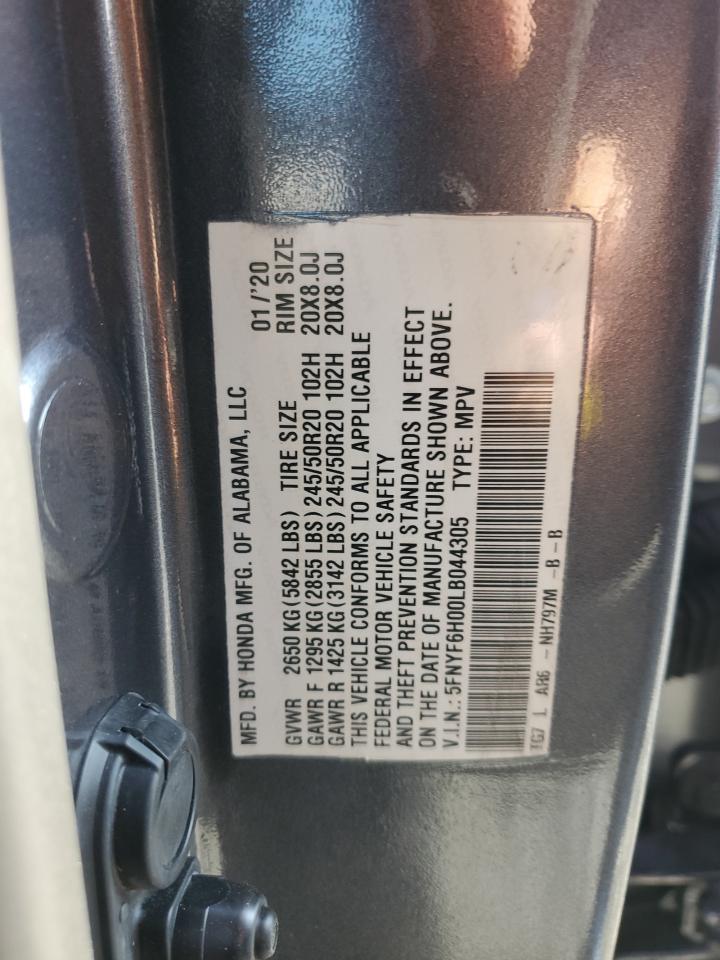 MFD. BY HONDA MFG. OF ALABAMA, LLC 01/'20
GVWR 2650 KG (5842 LBS) TIRE SIZE RIM SIZE
GAWR F 1295 KG (2855 LBS) 245/50R20 102H 20X8.0J
GAWR R 1425 KG (3142 LBS) 245/50R20 102H 20X8.0J
THIS VEHICLE CONFORMS TO ALL APPLICABLE
FEDERAL MOTOR VEHICLE SAFETY
AND THEFT PREVENTION STANDARDS IN EFFECT
ON THE DATE OF MANUFACTURE SHOWN ABOVE.
V.I.N.: 5FNYF6H00LB044305 TYPE: MPV
TG7 L AR6 - NH797M -B-B